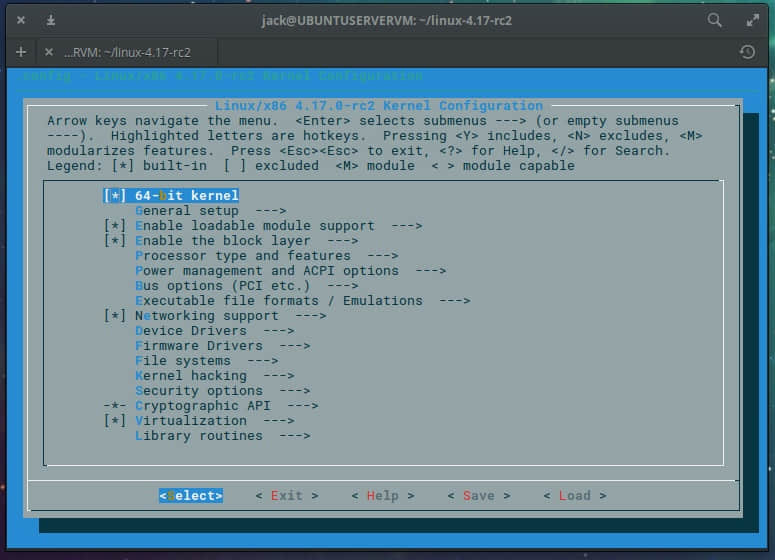 jack@UBUNTUSERVERVM: ~/linux-4.17-rc2
...RVM: ~/linux-4.17-rc2
.config - Linux/x86 4.17.0-rc2 Kernel Configuration
Linux/x86 4.17.0-rc2 Kernel Configuration
Arrow keys navigate the menu.  <Enter> selects submenus ---> (or empty submenus
----).  Highlighted letters are hotkeys.  Pressing <Y> includes, <N> excludes, <M>
modularizes features.  Press <Esc><Esc> to exit, <?> for Help, </> for Search.
Legend: [*] built-in  [ ] excluded  <M> module  < > module capable
[*] 64-bit kernel
General setup  --->
[*] Enable loadable module support  --->
[*] Enable the block layer  --->
Processor type and features  --->
Power management and ACPI options  --->
Bus options (PCI etc.)  --->
Executable file formats / Emulations  --->
[*] Networking support  --->
Device Drivers  --->
Firmware Drivers  --->
File systems  --->
Kernel hacking  --->
Security options  --->
-*- Cryptographic API  --->
[*] Virtualization  --->
Library routines  --->
<Select>    < Exit >    < Help >    < Save >    < Load >